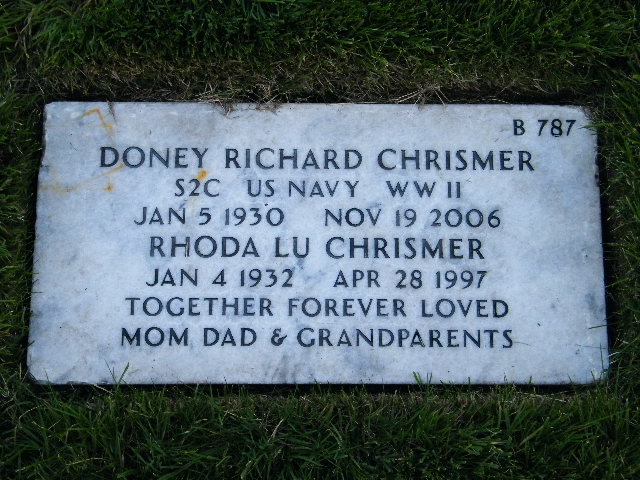 B 787
DONEY RICHARD CHRISMER
S2C US NAVY WW II
JAN 5 1930 NOV 19 2006
RHODA LU CHRISMER
JAN 4 1932 APR 28 1997
TOGETHER FOREVER LOVED
MOM DAD & GRANDPARENTS